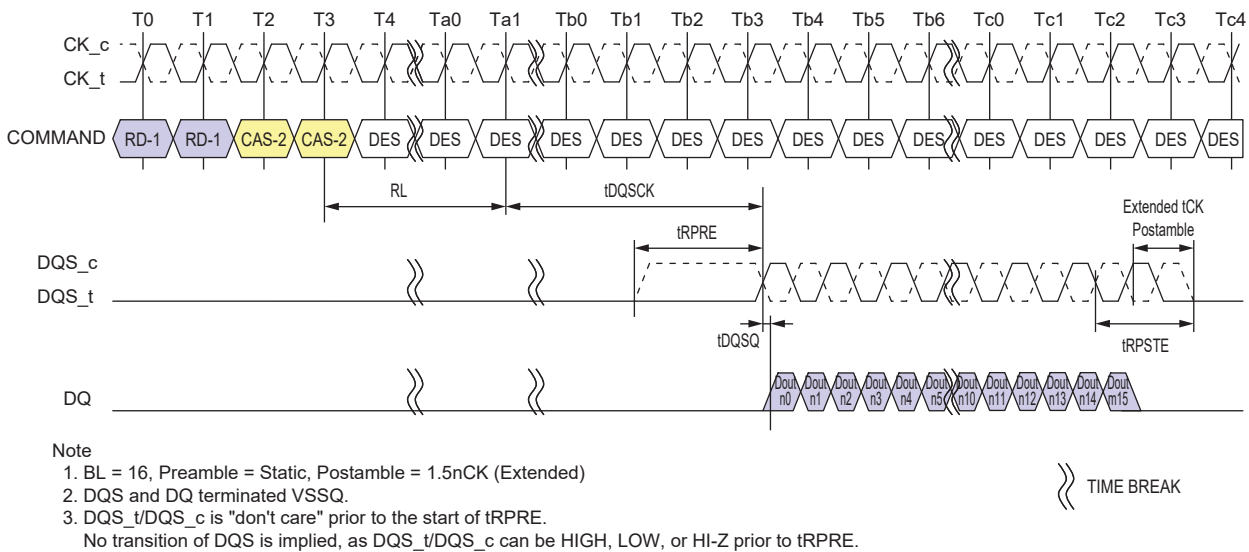 T0 T1 T2 T3 T4 Ta0 Ta1 Tb0 Tb1 Tb2 Tb3 Tb4 Tb5 Tb6 Tc0 Tc1 Tc2 Tc3 Tc4
CK_c
CK_t
COMMAND RD-1 RD-1 CAS-2 CAS-2 DES DES DES DES DES DES DES DES DES DES DES DES DES DES DES
RL tDQSCK
Extended tCK
Postamble
tRPRE
DQS_c
DQS_t
tDQSQ tRPSTE
DQ
Dout Dout Dout Dout Dout Dout Dout Dout Dout Dout Dout Dout
n0 n1 n2 n3 n4 n5 n10 n11 n12 n13 n14 m15
Note
1. BL = 16, Preamble = Static, Postamble = 1.5nCK (Extended)
2. DQS and DQ terminated VSSQ.
3. DQS_t/DQS_c is "don't care" prior to the start of tRPRE.
No transition of DQS is implied, as DQS_t/DQS_c can be HIGH, LOW, or HI-Z prior to tRPRE.
TIME BREAK